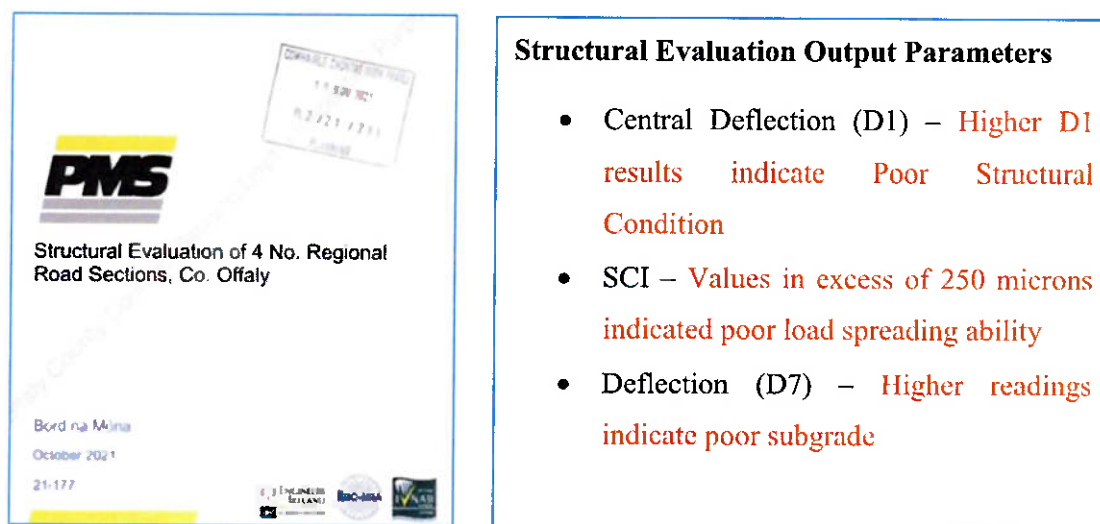 PMS
Structural Evaluation of 4 No. Regional
Road Sections, Co. Offaly
Bord na Móna
October 2021
21-177
ENGINEERS
IRELAND
Structural Evaluation Output Parameters
• Central Deflection (D1) – Higher D1
results indicate Poor Structural
Condition
• SCI – Values in excess of 250 microns
indicated poor load spreading ability
• Deflection (D7) – Higher readings
indicate poor subgrade